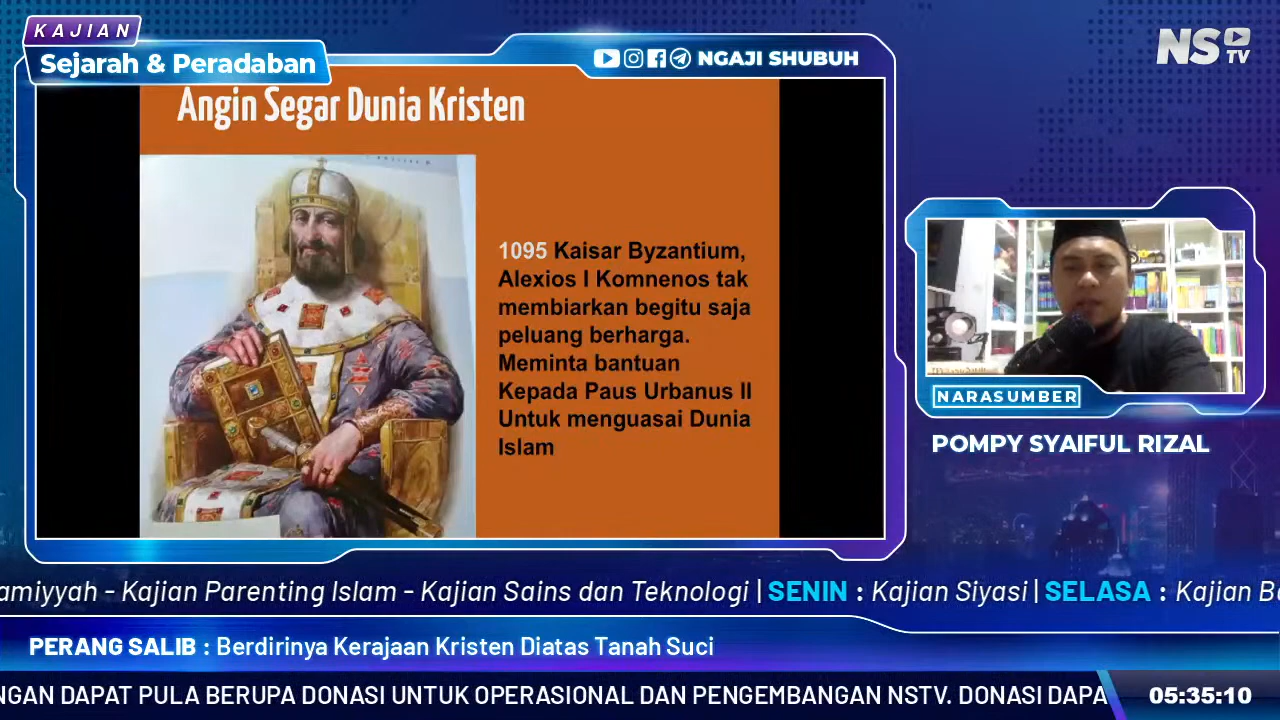 KAJIAN
Sejarah & Peradaban
NGAJI SHUBUH
NS TV
Angin Segar Dunia Kristen
1095 Kaisar Byzantium,
Alexios I Komnenos tak
membiarkan begitu saja
peluang berharga.
Meminta bantuan
Kepada Paus Urbanus II
Untuk menguasai Dunia
Islam
NARASUMBER
POMPY SYAIFUL RIZAL
amiyyah - Kajian Parenting Islam - Kajian Sains dan Teknologi | SENIN : Kajian Siyasi | SELASA : Kajian Ba
PERANG SALIB : Berdirinya Kerajaan Kristen Diatas Tanah Suci
NGAN DAPAT PULA BERUPA DONASI UNTUK OPERASIONAL DAN PENGEMBANGAN NSTV. DONASI DAPA
05:35:10